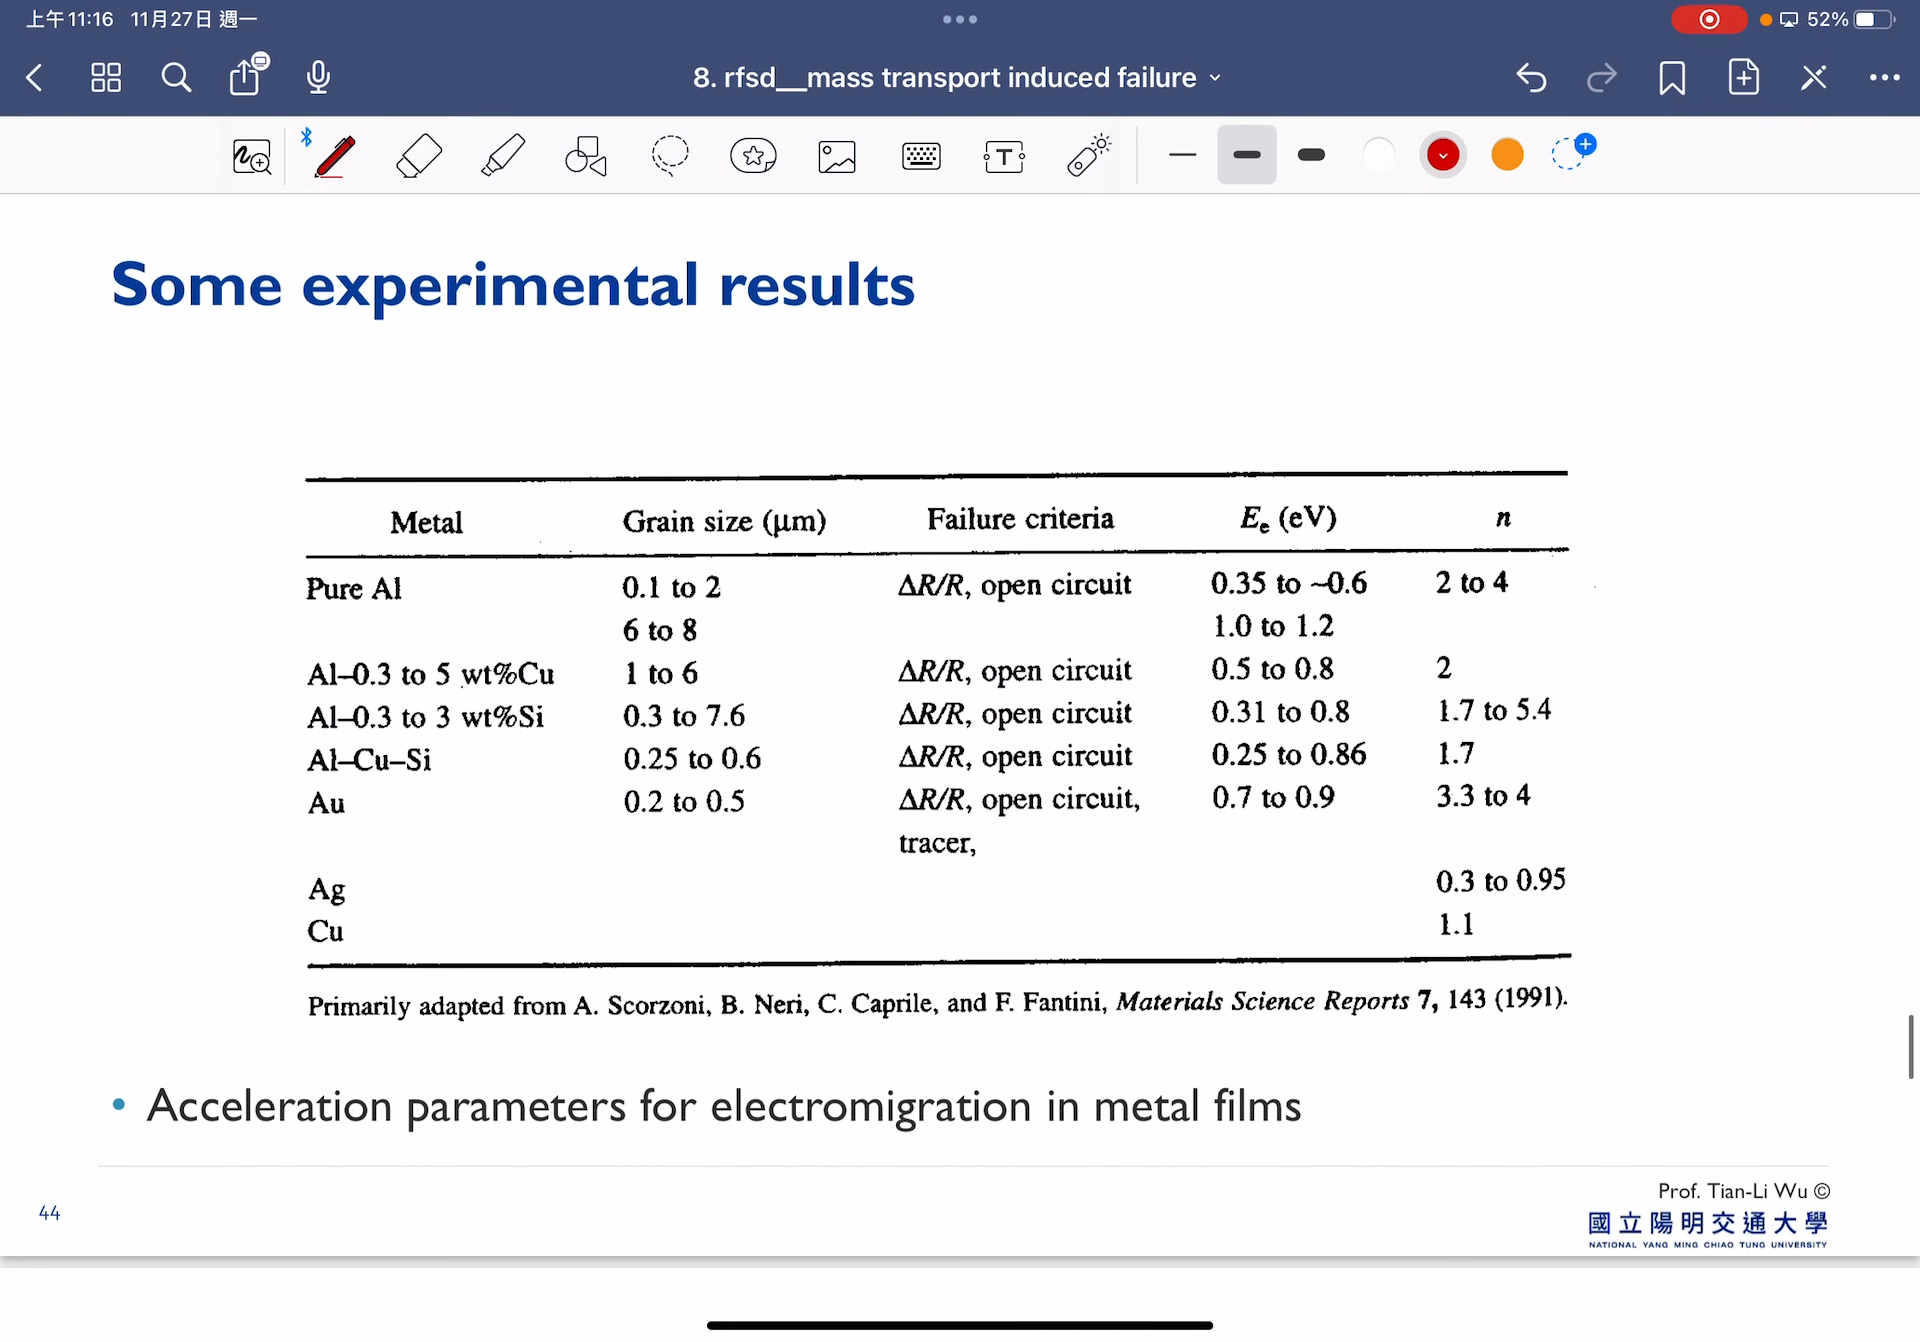 上午11:16 11月27日 週一
52%
8. rfsd__mass transport induced failure
Some experimental results
Metal Grain size (μm) Failure criteria Ee (eV) n
Pure Al 0.1 to 2 ΔR/R, open circuit 0.35 to ~0.6 2 to 4
6 to 8 1.0 to 1.2
Al–0.3 to 5 wt%Cu 1 to 6 ΔR/R, open circuit 0.5 to 0.8 2
Al–0.3 to 3 wt%Si 0.3 to 7.6 ΔR/R, open circuit 0.31 to 0.8 1.7 to 5.4
Al–Cu–Si 0.25 to 0.6 ΔR/R, open circuit 0.25 to 0.86 1.7
Au 0.2 to 0.5 ΔR/R, open circuit, 0.7 to 0.9 3.3 to 4
tracer,
Ag 0.3 to 0.95
Cu 1.1
Primarily adapted from A. Scorzoni, B. Neri, C. Caprile, and F. Fantini, Materials Science Reports 7, 143 (1991).
• Acceleration parameters for electromigration in metal films
44
Prof. Tian-Li Wu ©
國立陽明交通大學
NATIONAL YANG MING CHIAO TUNG UNIVERSITY